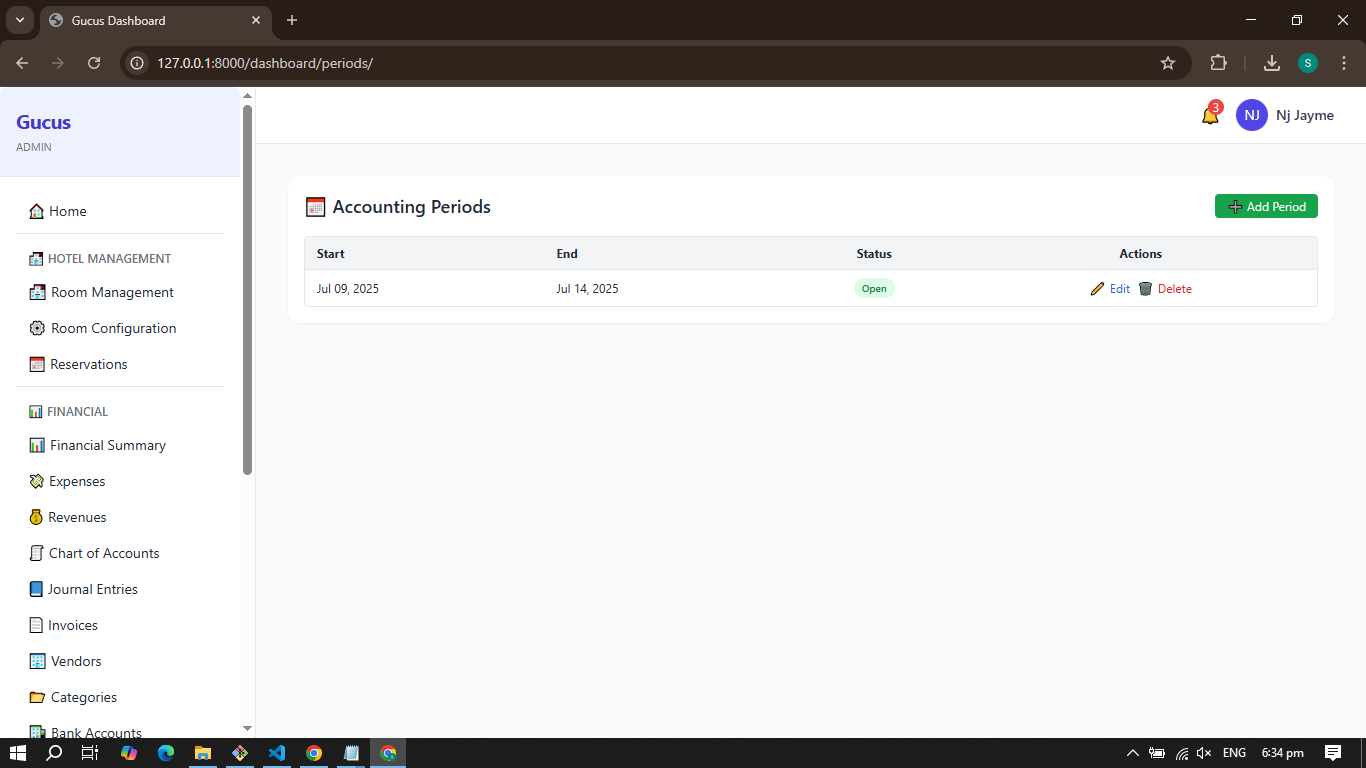 Gucus Dashboard
127.0.0.1:8000/dashboard/periods/
S
Gucus
ADMIN
3
NJ
Nj Jayme
Home
HOTEL MANAGEMENT
Room Management
Room Configuration
Reservations
FINANCIAL
Financial Summary
Expenses
Revenues
Chart of Accounts
Journal Entries
Invoices
Vendors
Categories
Bank Accounts
Accounting Periods
Add Period
Start End Status Actions
Jul 09, 2025 Jul 14, 2025 Open Edit Delete
ENG
6:34 pm